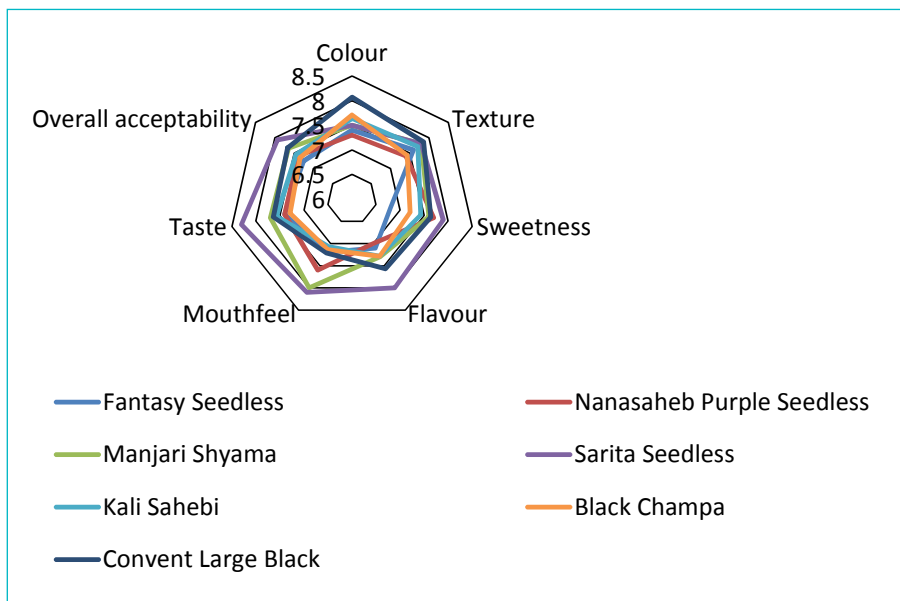 Colour
8.5
8
7.5
7
6.5
6
Overall acceptability
Texture
Taste
Sweetness
Mouthfeel
Flavour
Fantasy Seedless
Nanasaheb Purple Seedless
Manjari Shyama
Sarita Seedless
Kali Sahebi
Black Champa
Convent Large Black